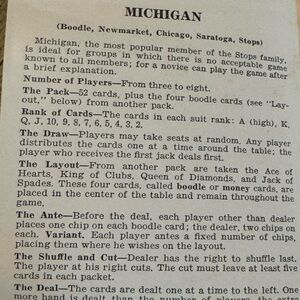 MICHIGAN
(Boodle, Newmarket, Chicago, Saratoga, Stops)
Michigan, the most popular member of the Stops family,
is ideal for groups in which there is no acceptable game
known to all members; for a novice can play the game after
a brief explanation.
Number of Players—From three to eight.
The Pack—52 cards, plus the four boodle cards (see "Lay-
out," below) from another pack.
Rank of Cards—The cards in each suit rank: A (high), K,
Q, J, 10, 9, 8, 7, 6, 5, 4, 3, 2.
The Draw—Players may take seats at random. Any player
distributes the cards one at a time around the table; the
player who receives the first jack deals first.
The Layout—From another pack are taken the Ace of
Hearts, King of Clubs, Queen of Diamonds, and Jack of
Spades. These four cards, called boodle or money cards, are
placed in the center of the table and remain throughout the
game.
The Ante—Before the deal, each player other than dealer
places one chip on each boodle card; the dealer, two chips
on each. Variant. Each player antes a fixed number of chips,
placing them where he wishes on the layout.
The Shuffle and Cut—Dealer has the right to shuffle last.
The player at his right cuts. The cut must leave at least five
cards in each packet.
The Deal—The cards are dealt one at a time to the left. One
more hand is dealt than the number of players